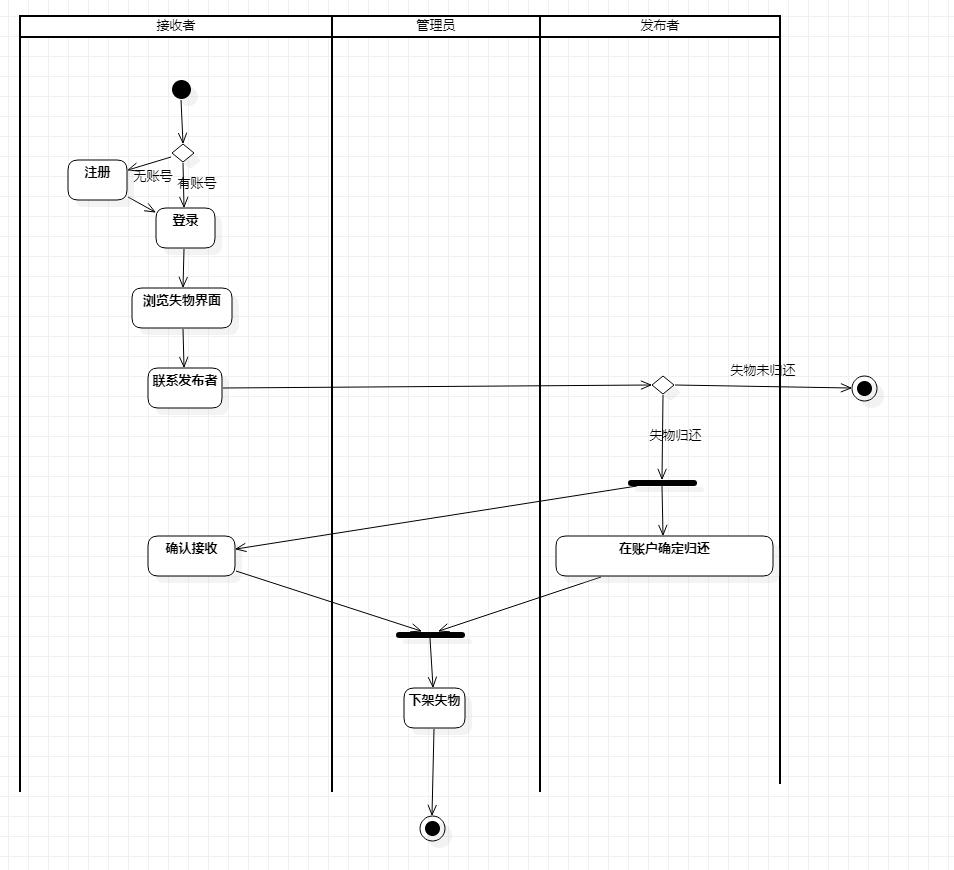 接收者
管理员
发布者
注册
无账号
有账号
登录
浏览失物界面
联系发布者
失物未归还
失物归还
确认接收
在账户确定归还
下架失物